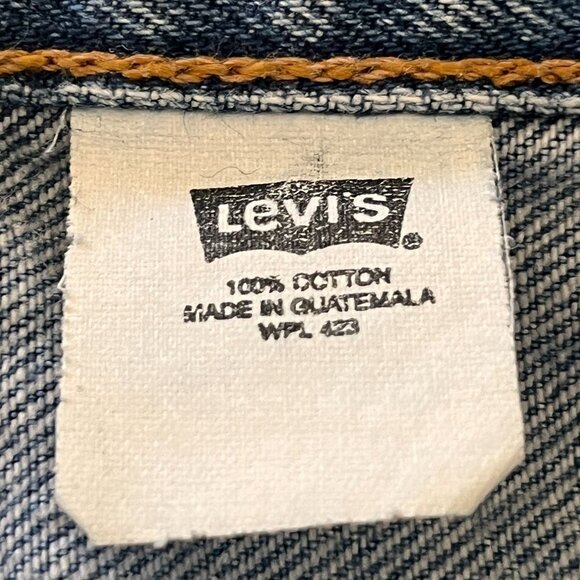 Levi's
®
100% COTTON
MADE IN GUATEMALA
WPL 423